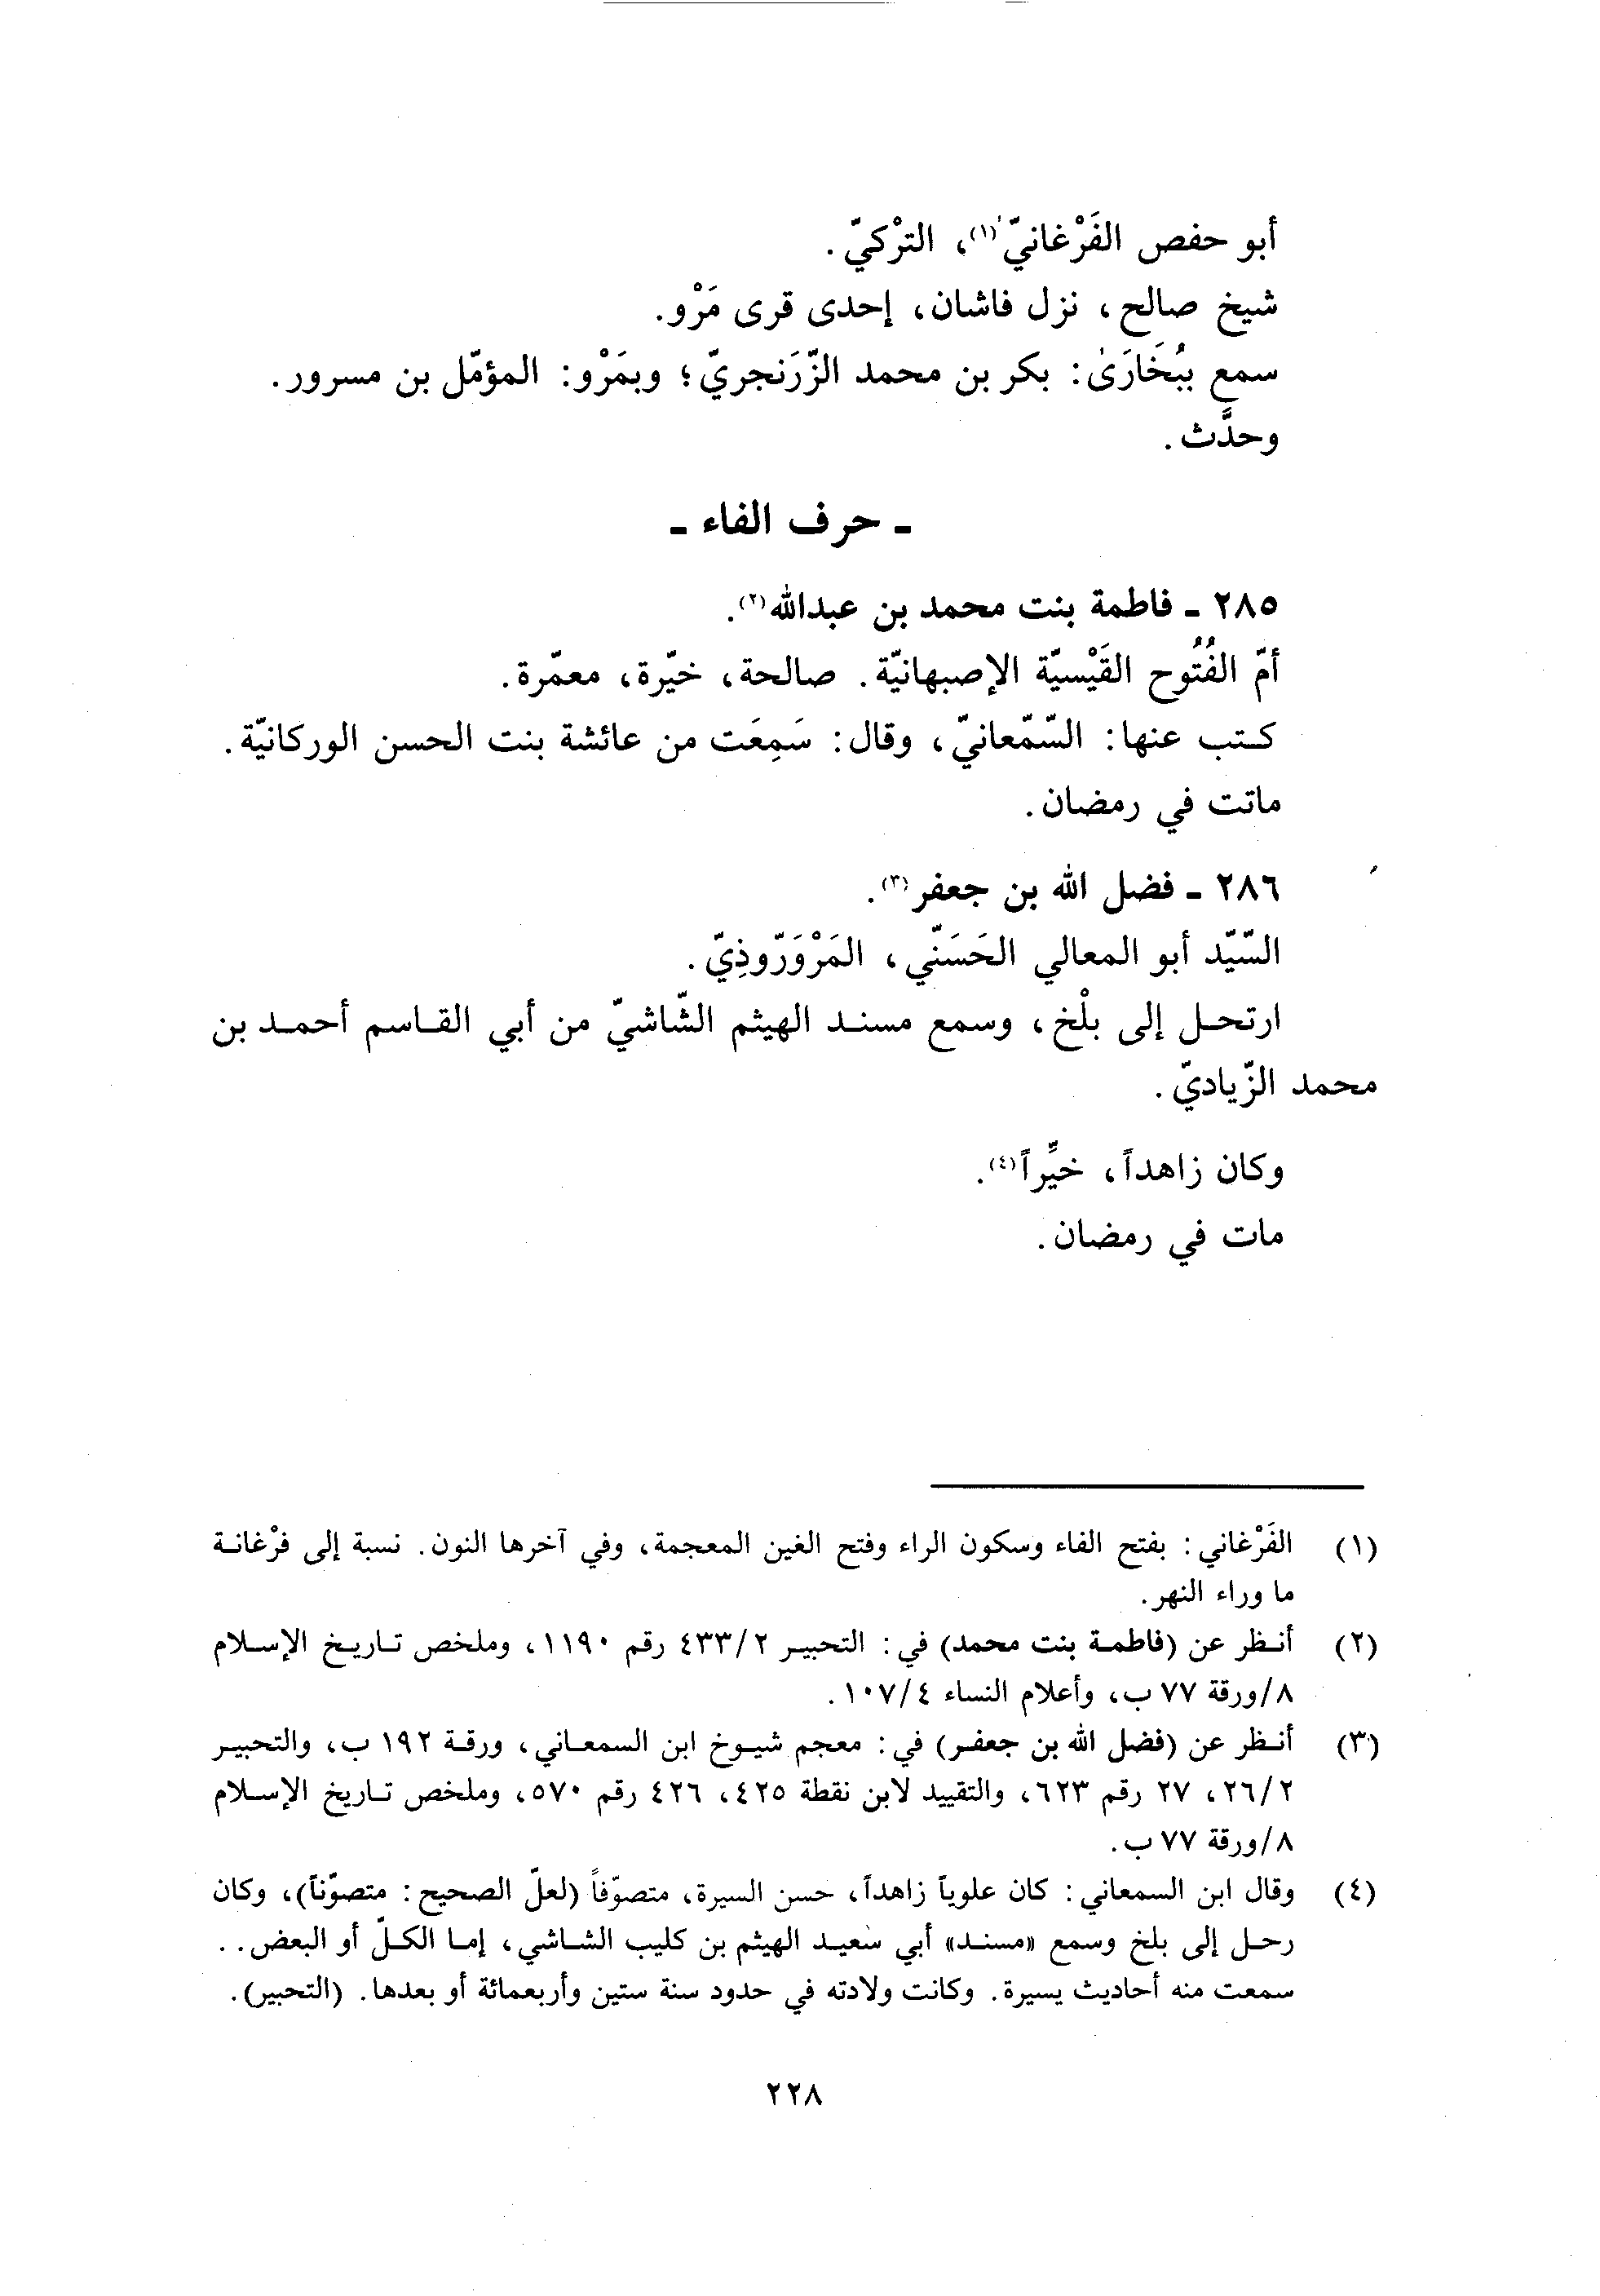 أبو حفص الفَرْغانيّ(١)، الترْكيّ.
شيخ صالح، نزل فاشان، إحدى قرى مَرْو.
سمع ببُخَارَىٰ: بكر بن محمد الزّرَنجريّ؛ وبمَرْو: المؤمّل بن مسرور.
وحدَّث.
ـ حرف الفاء ـ
٢٨٥ ـ فاطمة بنت محمد بن عبدالله(٢).
أمّ الفُتُوح القَيْسيّة الإصبهانيّة. صالحة، خيّرة، معمّرة.
كتب عنها: السّمّعانيّ، وقال: سَمِعَت من عائشة بنت الحسن الوركانيّة.
ماتت في رمضان.
٢٨٦ ـ فضل الله بن جعفر(٣).
السّيّد أبو المعالي الحَسَنّي، المَرْوَرّوذِيّ.
ارتحل إلى بلْخ، وسمع مسند الهيثم الشّاشيّ من أبي القاسم أحمد بن
محمد الزّياديّ.
وكان زاهداً، خيِّراً(٤).
مات في رمضان.
(١) الفَرْغاني: بفتح الفاء وسكون الراء وفتح الغين المعجمة، وفي آخرها النون. نسبة إلى فرْغانة
ما وراء النهر.
(٢) أنظر عن (فاطمة بنت محمد) في: التحبير ٤٣٣/٢ رقم ١١٩٠، وملخص تاريخ الإسلام
٨/ورقة ٧٧ ب، وأعلام النساء ١٠٧/٤.
(٣) أنظر عن (فضل الله بن جعفر) في: معجم شيوخ ابن السمعاني، ورقة ١٩٢ ب، والتحبير
٢٦/٢، ٢٧ رقم ٦٢٣، والتقييد لابن نقطة ٤٢٥، ٤٢٦ رقم ٥٧٠، وملخص تاريخ الإسلام
٨/ورقة ٧٧ ب.
(٤) وقال ابن السمعاني: كان علوياً زاهداً، حسن السيرة، متصوّفاً (لعلّ الصحيح: متصوّناً)، وكان
رحل إلى بلخ وسمع «مسند» أبي سعيد الهيثم بن كليب الشاشي، إما الكلّ أو البعض..
سمعت منه أحاديث يسيرة. وكانت ولادته في حدود سنة ستين وأربعمائة أو بعدها. (التحبير).
٢٢٨